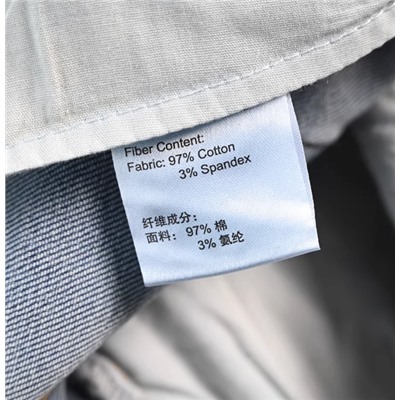 Fiber Content:
Fabric: 97% Cotton
3% Spandex
纤维成分:
面料: 97% 棉
3% 氨纶